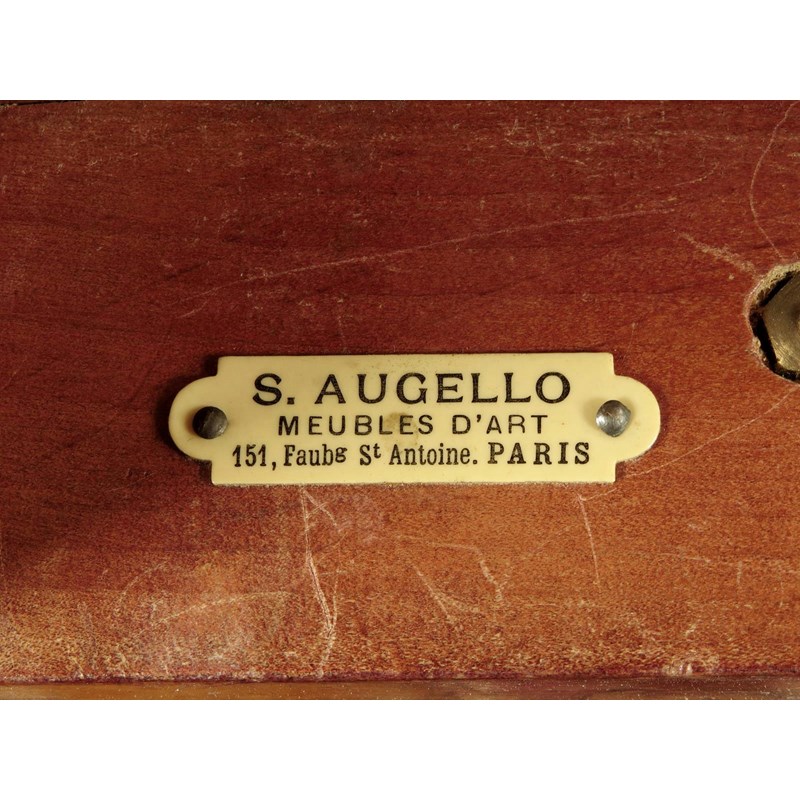 S. AUGELLO
MEUBLES D'ART
151, Faubg St Antoine. PARIS